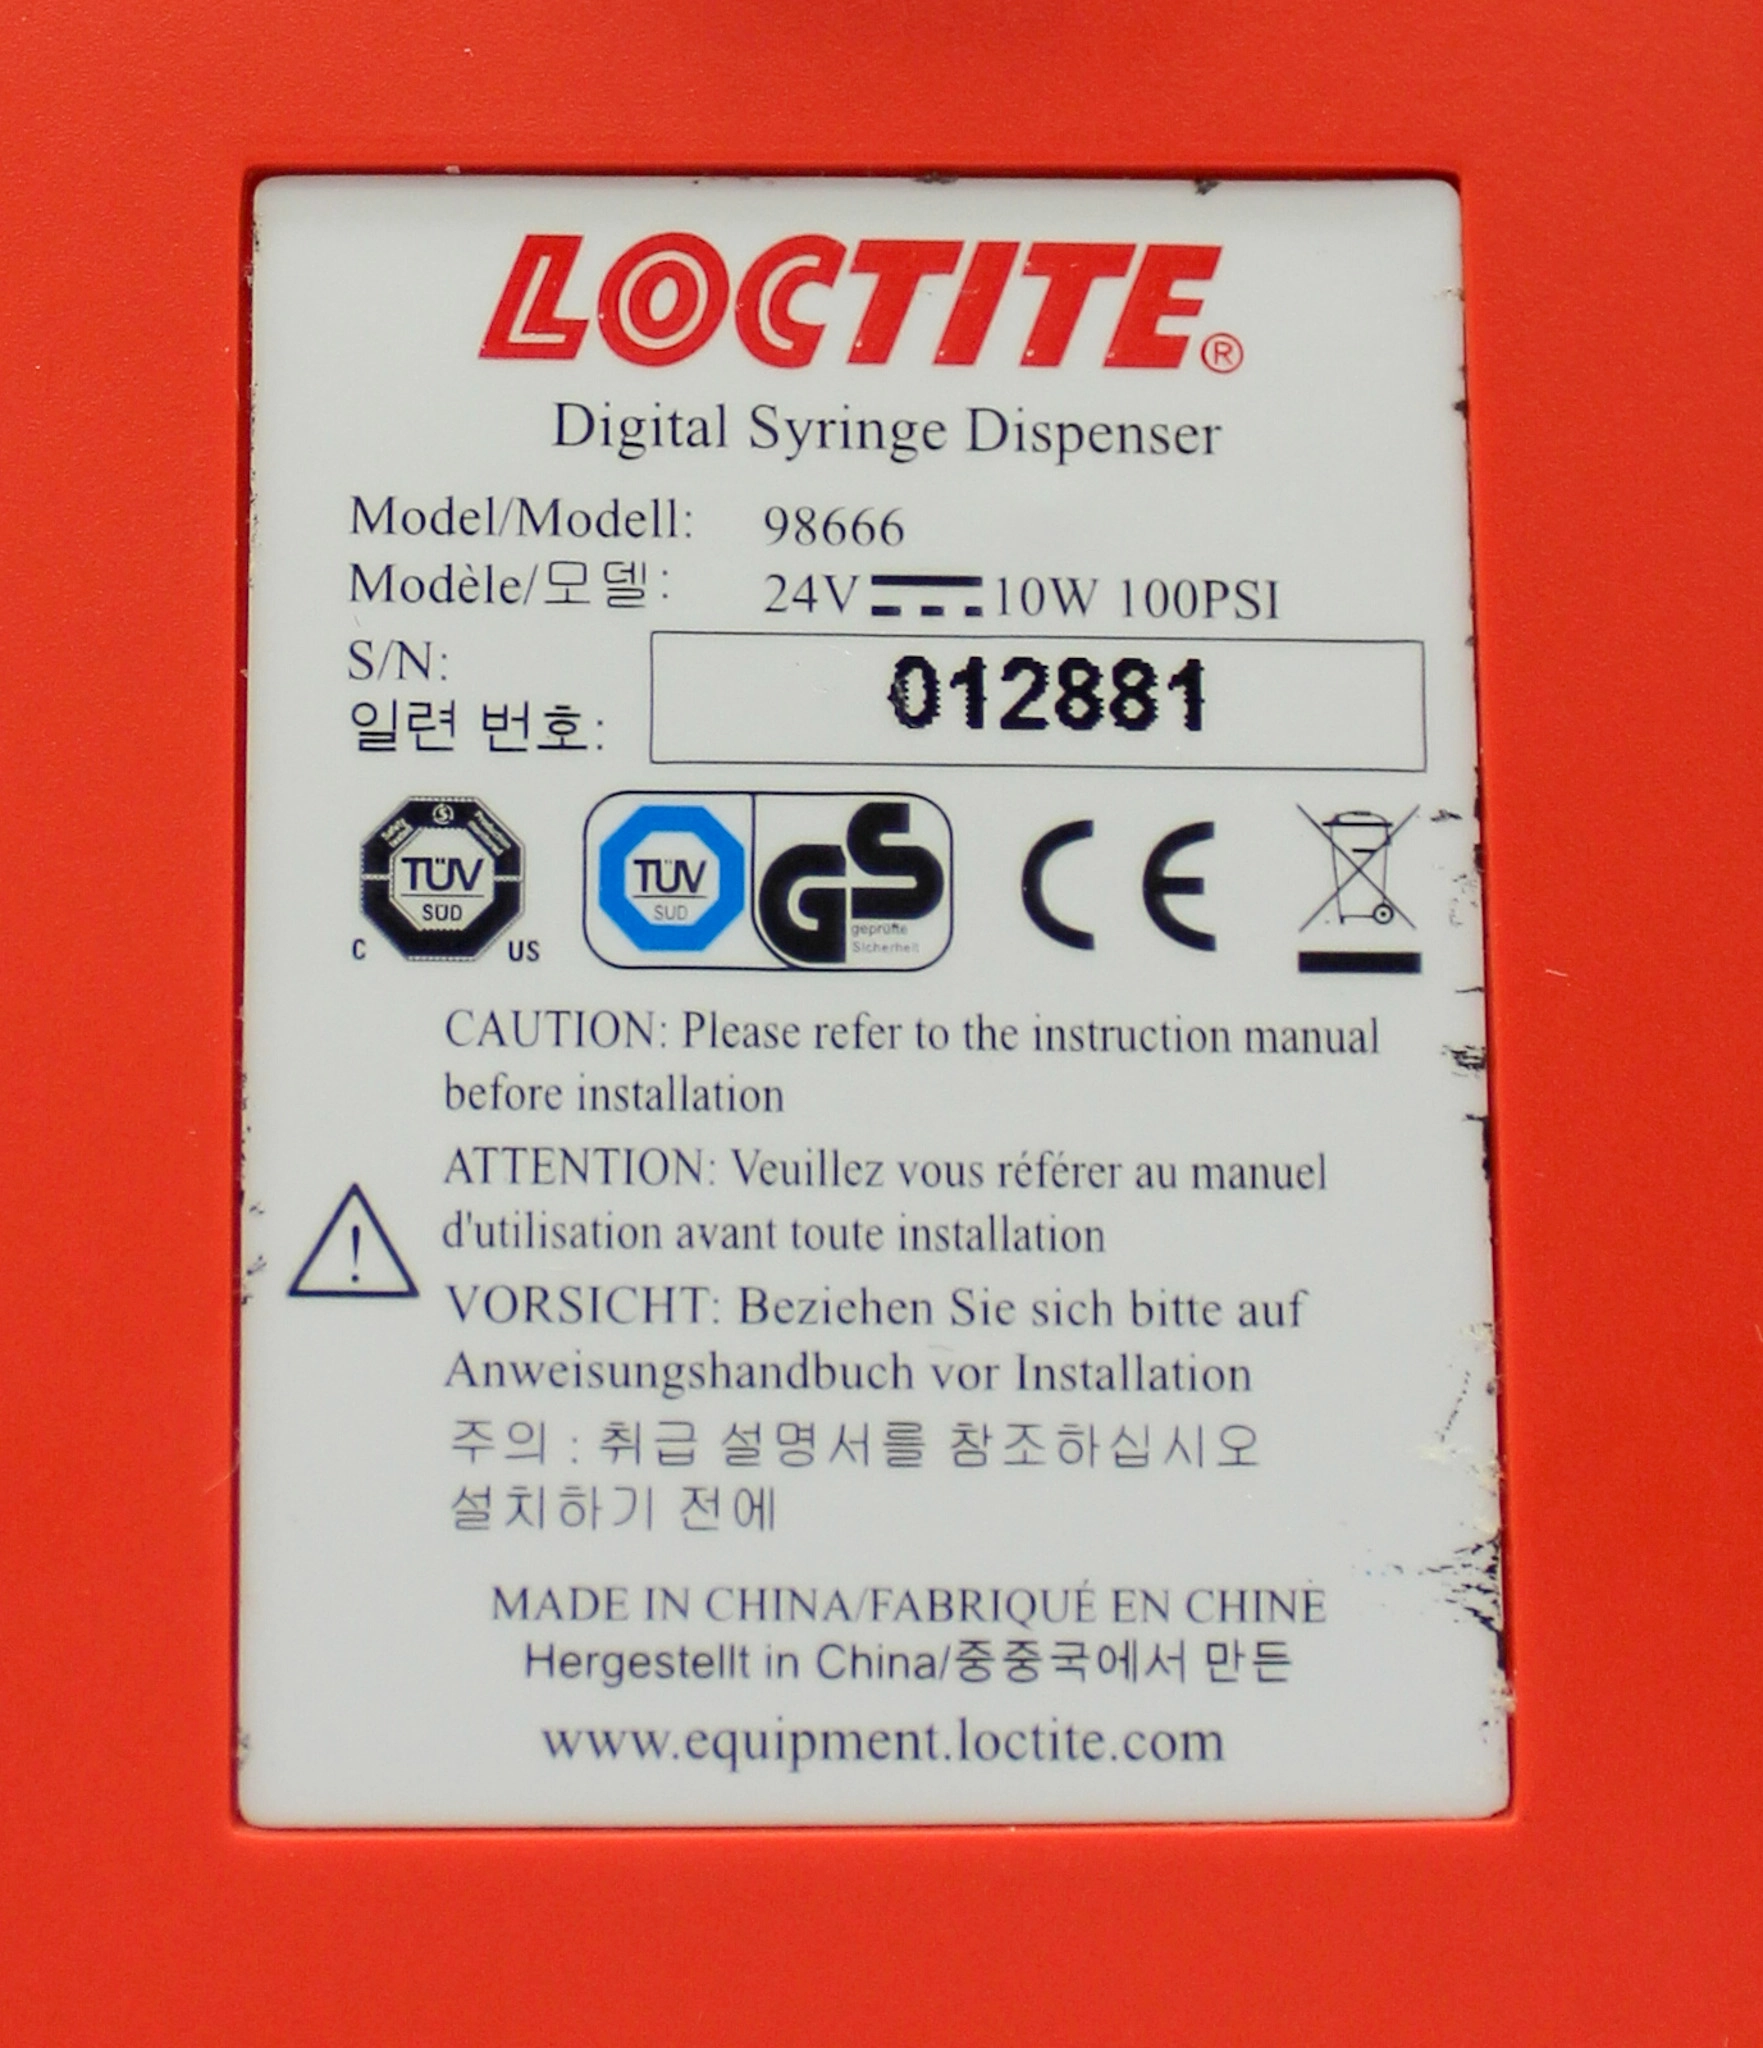 LOCTITE®
Digital Syringe Dispenser
Model/Modell: 98666
Modèle/모델: 24V 10W 100PSI
S/N: 012881
일련 번호:
TÜV
SÜD
C US
TÜV
SUD
GS
geprüfte
Sicherheit
CE
CAUTION: Please refer to the instruction manual
before installation
ATTENTION: Veuillez vous référer au manuel
d'utilisation avant toute installation
!
VORSICHT: Beziehen Sie sich bitte auf
Anweisungshandbuch vor Installation
주의 : 취급 설명서를 참조하십시오
설치하기 전에
MADE IN CHINA/FABRIQUÉ EN CHINE
Hergestellt in China/중중국에서 만든
www.equipment.loctite.com